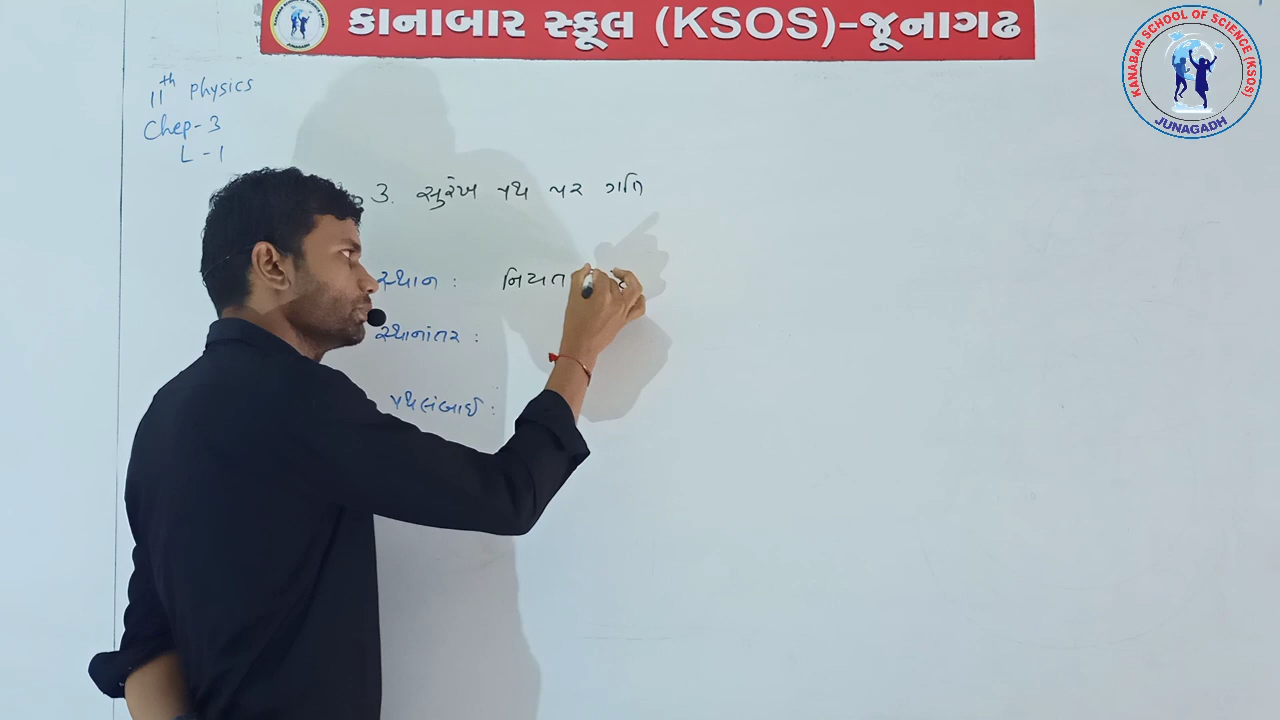 કાનાબાર સ્કૂલ (KSOS)-જૂનાગઢ
KANABAR SCHOOL OF SCIENCE (KSOS)
JUNAGADH
11th Physics
Chep-3
L-1
3. સુરેખ પથ પર ગતિ
સ્થાન : નિયત
સ્થાનાંતર :
પથલંબાઈ :